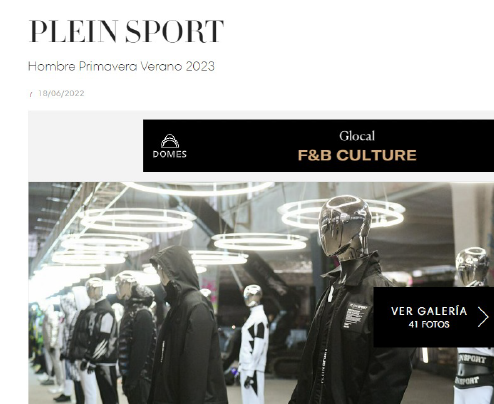 PLEIN SPORT
Hombre Primavera Verano 2023
18/06/2022
DOMES
Glocal
F&B CULTURE
VER GALERÍA
41 FOTOS